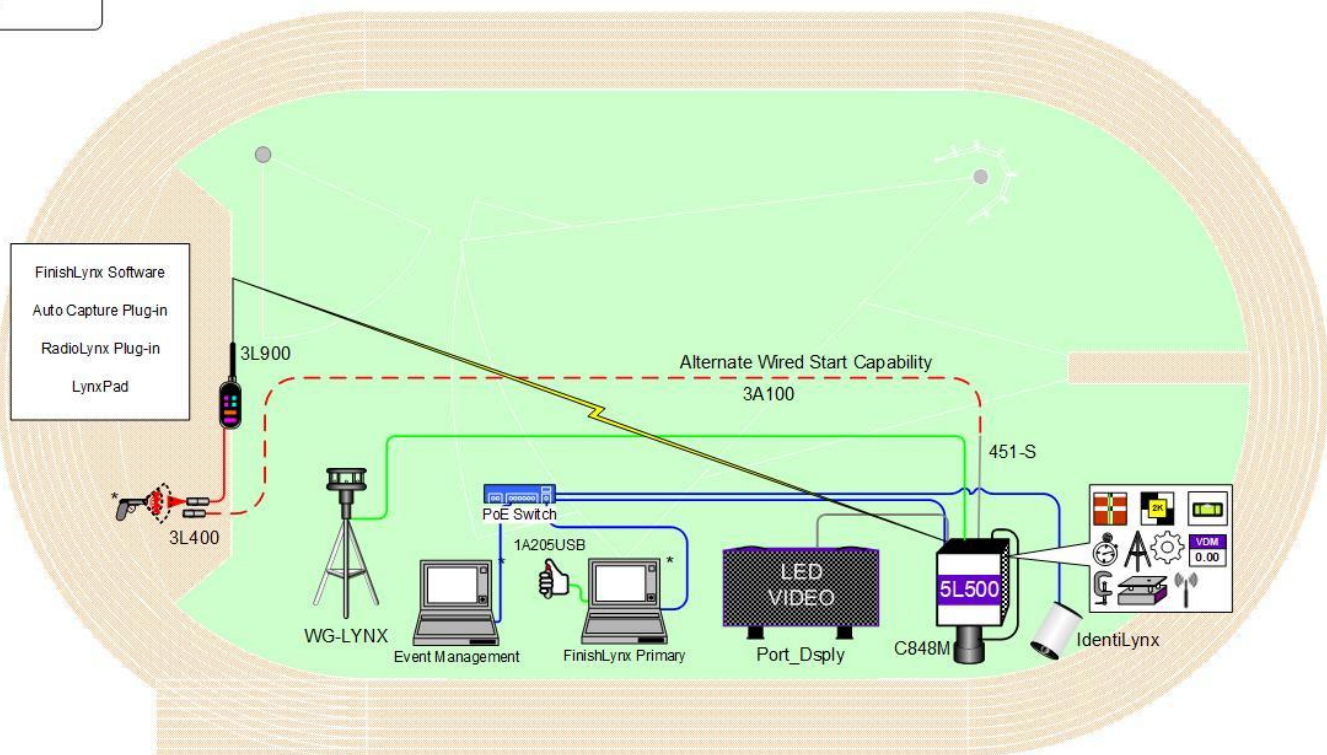 FinishLynx Software
Auto Capture Plug-in
RadioLynx Plug-in
LynxPad
3L900
Alternate Wired Start Capability
3A100
451-S
*
3L400
WG-LYNX
PoE Switch
1A205USB
*
Event Management
*
FinishLynx Primary
LED
VIDEO
Port_Dsply
5L500
C848M
IdentiLynx
2K
VDM
0.00